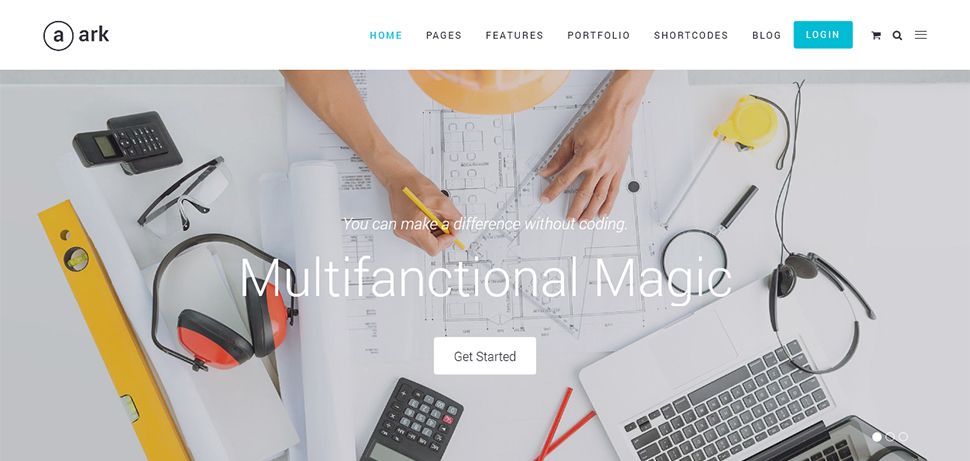 a ark
HOME PAGES FEATURES PORTFOLIO SHORTCODES BLOG LOGIN
You can make a difference without coding.
Multifanctional Magic
Get Started